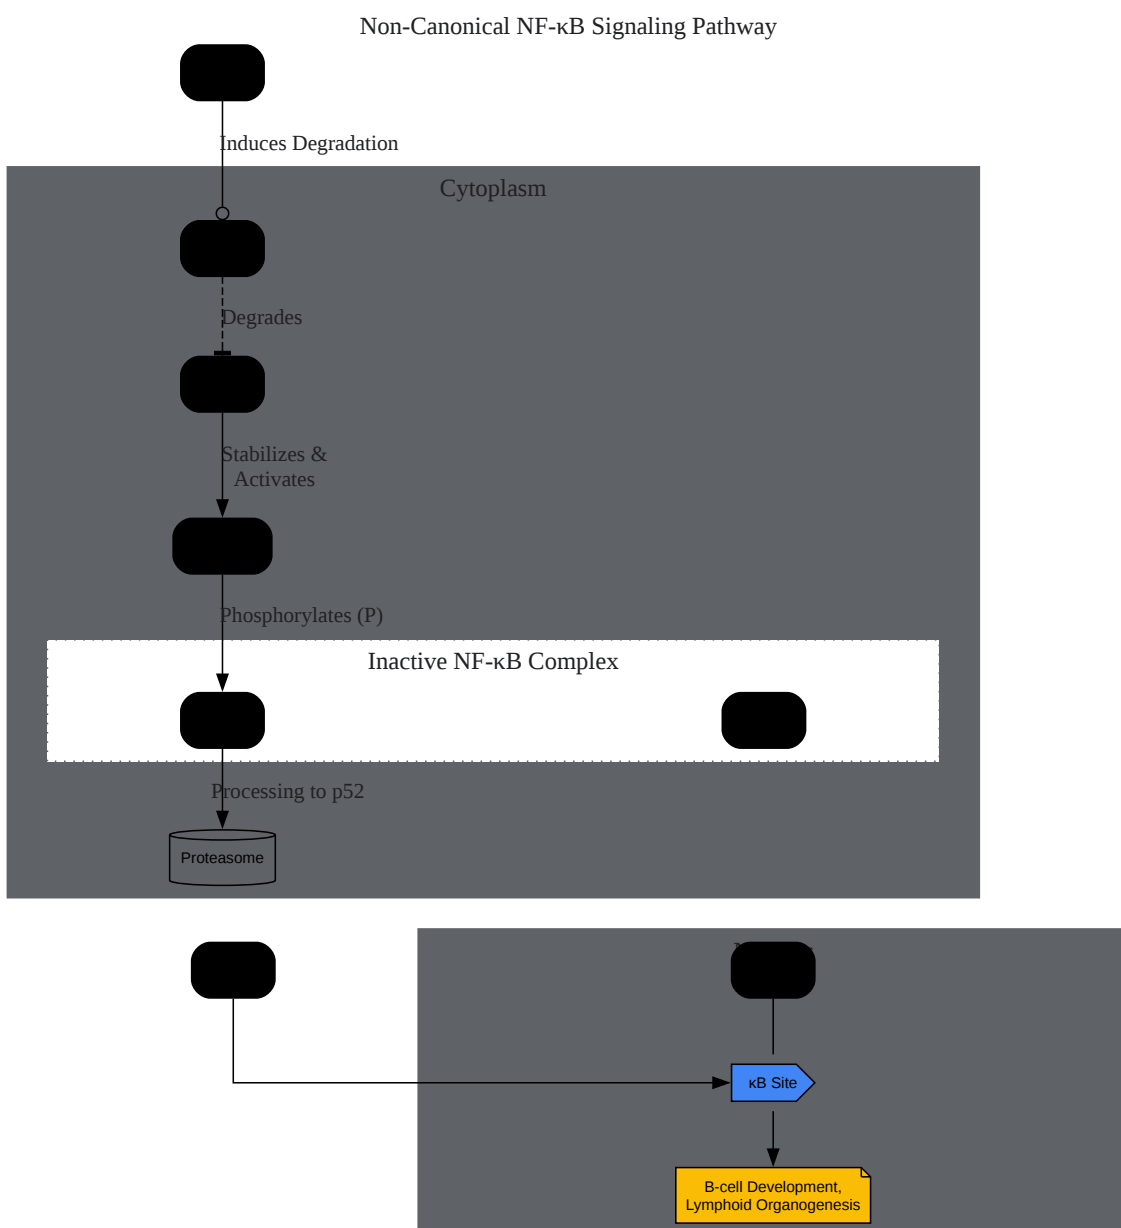 Non-Canonical NF-κB Signaling Pathway
Induces Degradation
Cytoplasm
Degrades
Stabilizes &
Activates
Phosphorylates (P)
Inactive NF-κB Complex
Processing to p52
Proteasome
κB Site
B-cell Development,
Lymphoid Organogenesis